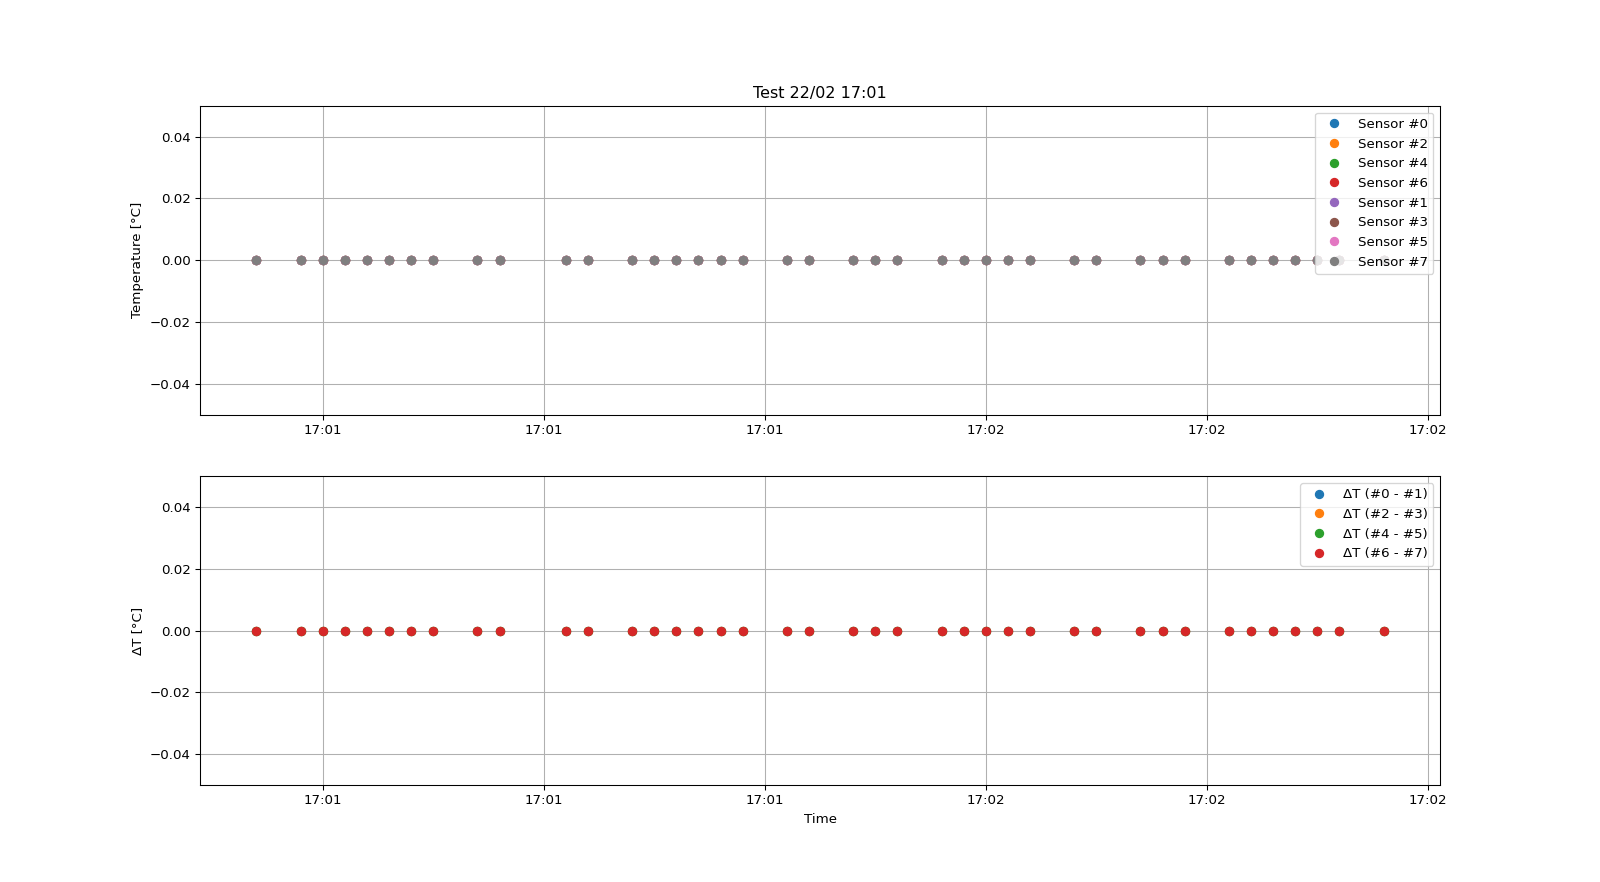 Test 22/02 17:01
Temperature [°C]
0.04
0.02
0.00
−0.02
−0.04
Sensor #0
Sensor #2
Sensor #4
Sensor #6
Sensor #1
Sensor #3
Sensor #5
Sensor #7
17:01 17:01 17:01 17:02 17:02 17:02
ΔT [°C]
0.04
0.02
0.00
−0.02
−0.04
ΔT (#0 - #1)
ΔT (#2 - #3)
ΔT (#4 - #5)
ΔT (#6 - #7)
17:01 17:01 17:01 17:02 17:02 17:02
Time